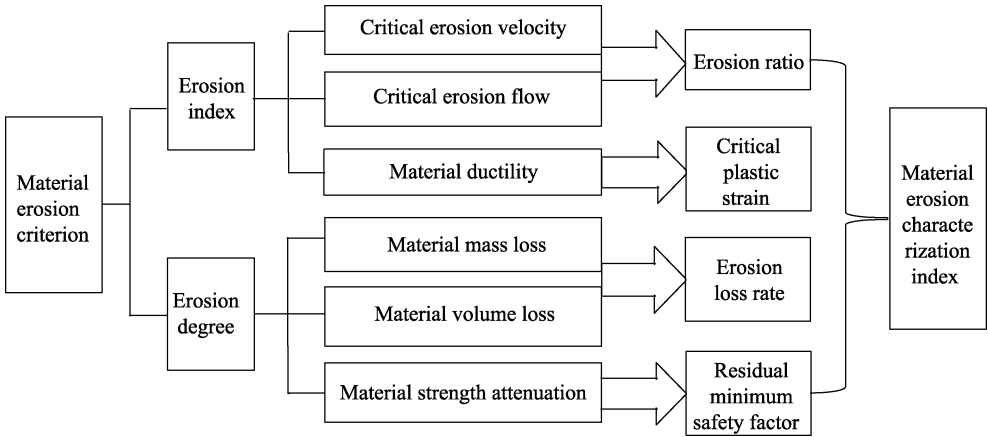 Material
erosion
criterion
Erosion
index
Erosion
degree
Critical erosion velocity
Critical erosion flow
Material ductility
Material mass loss
Material volume loss
Material strength attenuation
Erosion ratio
Critical
plastic
strain
Erosion
loss rate
Residual
minimum
safety factor
Material
erosion
characte
rization
index